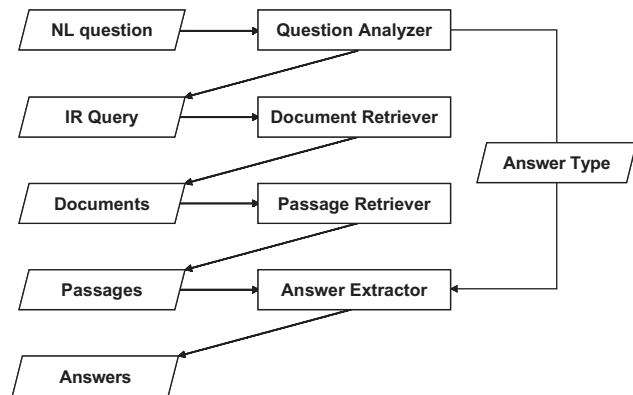 NL question
Question Analyzer
IR Query
Document Retriever
Answer Type
Documents
Passage Retriever
Passages
Answer Extractor
Answers